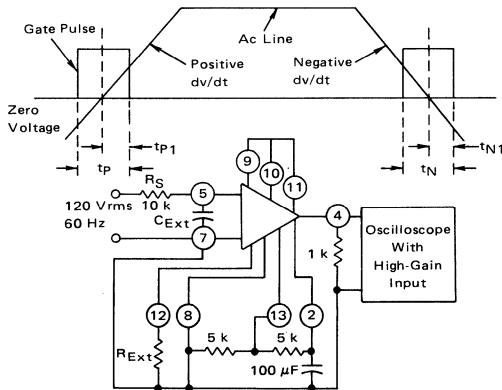 Gate Pulse
Ac Line
Positive
dv/dt
Negative
dv/dt
Zero
Voltage
tP1
tP
tN1
tN
9
10
11
RS
10 k
5
120 Vrms
60 Hz
CExt
7
4
1 k
Oscilloscope
With
High-Gain
Input
12
8
13
2
RExt
5 k
5 k
100 μF